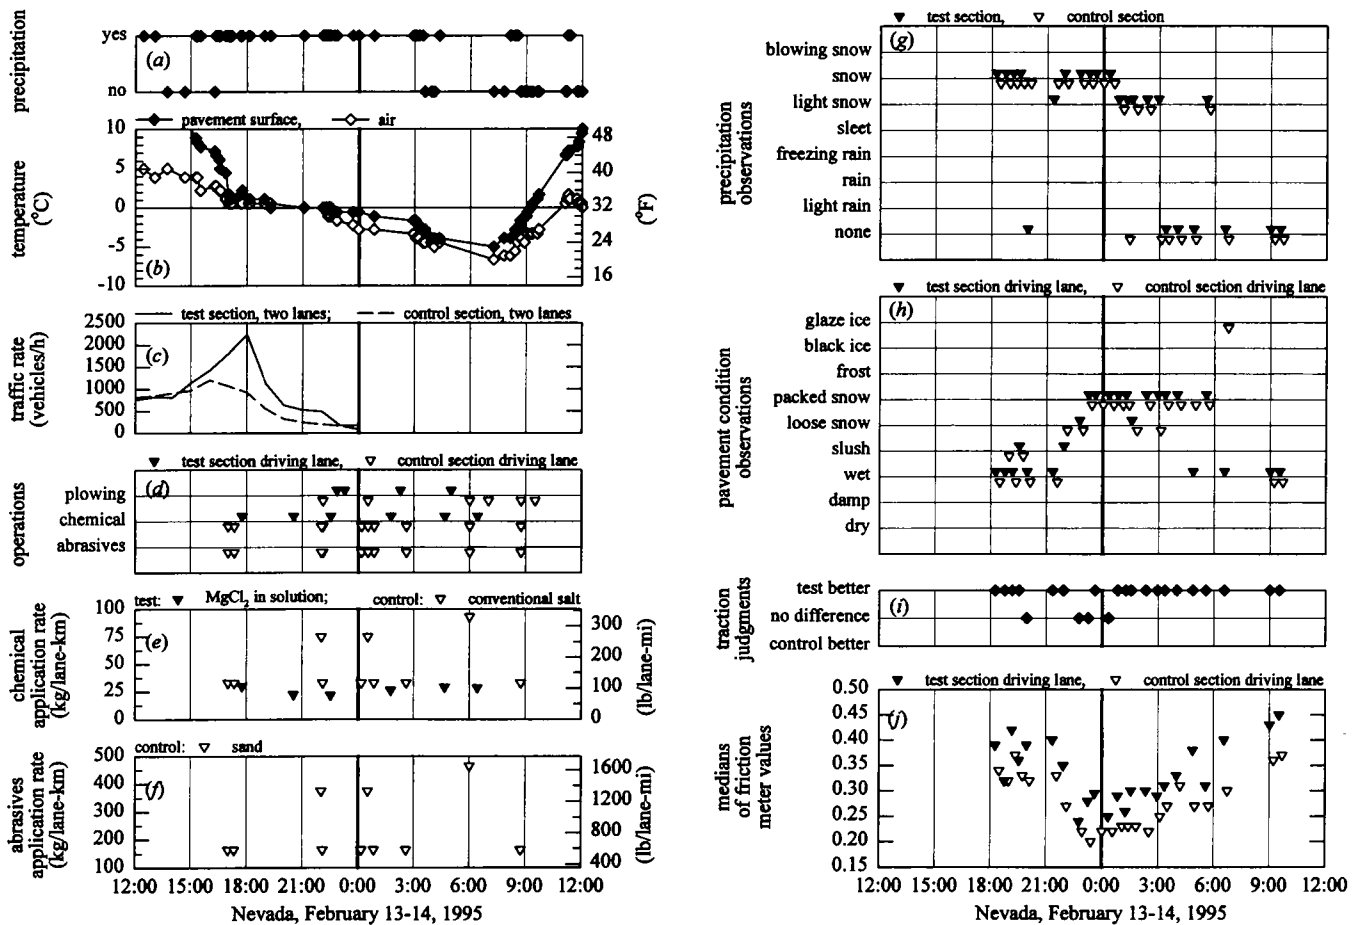 precipitation
yes
(a)
no
pavement surface, air
temperature
(°C)
10
5
0
-5
-10
(b)
48
40
32
24
16
(°F)
test section, two lanes; control section, two lanes
traffic rate
(vehicles/h)
2500
2000
1500
1000
500
0
(c)
test section driving lane, control section driving lane
operations
plowing
chemical
abrasives
(d)
test: MgCl2 in solution; control: conventional salt
chemical
application rate
(kg/lane-km)
100
75
50
25
0
(e)
300
200
100
0
(lb/lane-mi)
control: sand
abrasives
application rate
(kg/lane-km)
500
400
300
200
100
(f)
1600
1200
800
400
(lb/lane-mi)
12:00 15:00 18:00 21:00 0:00 3:00 6:00 9:00 12:00
Nevada, February 13-14, 1995
test section, control section
(g)
precipitation
observations
blowing snow
snow
light snow
sleet
freezing rain
rain
light rain
none
test section driving lane, control section driving lane
(h)
pavement condition
observations
glaze ice
black ice
frost
packed snow
loose snow
slush
wet
damp
dry
traction
judgments
test better
no difference
control better
(i)
test section driving lane, control section driving lane
medians
of friction
meter values
0.50
0.45
0.40
0.35
0.30
0.25
0.20
0.15
(j)
12:00 15:00 18:00 21:00 0:00 3:00 6:00 9:00 12:00
Nevada, February 13-14, 1995